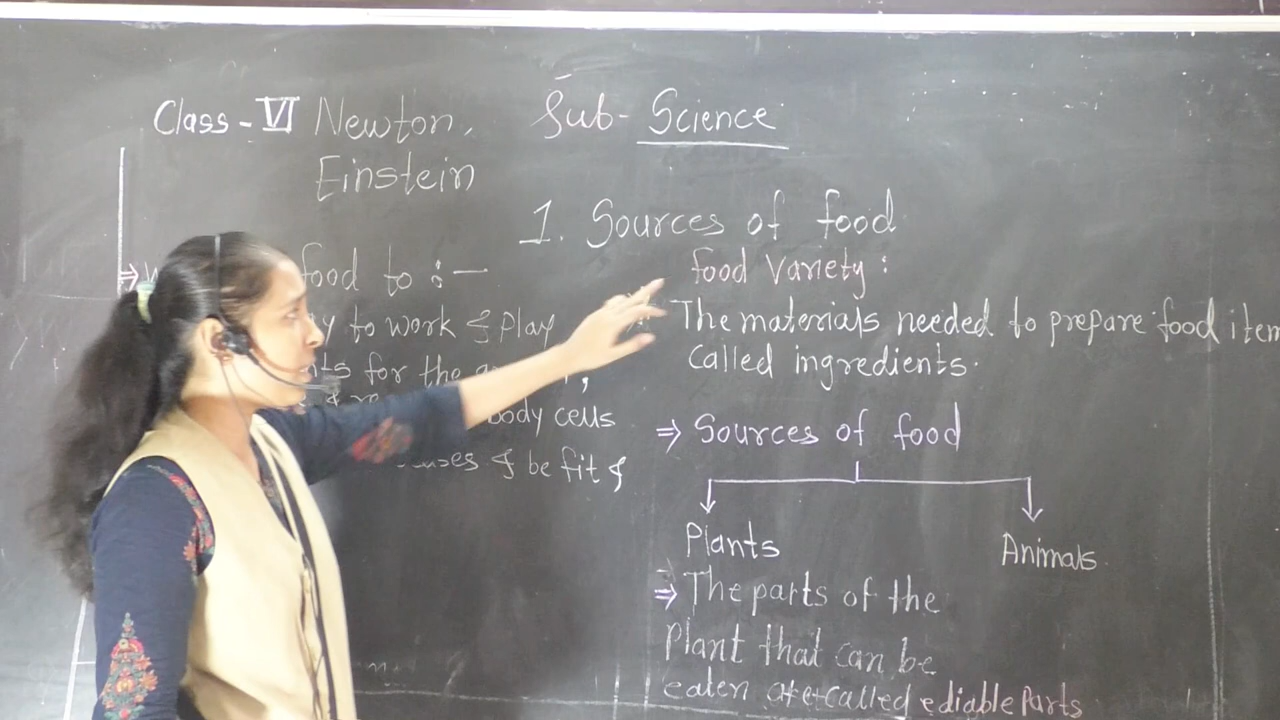 Class-VI Newton, Sub- Science
Einstein
1. Sources of food
food to :—
food variety:
to work & play
The materials needed to prepare food item
called ingredients.
for the
body cells
& be fit &
⇒ Sources of food
Plants Animals
⇒ The parts of the
plant that can be
eaten are called ediable Parts